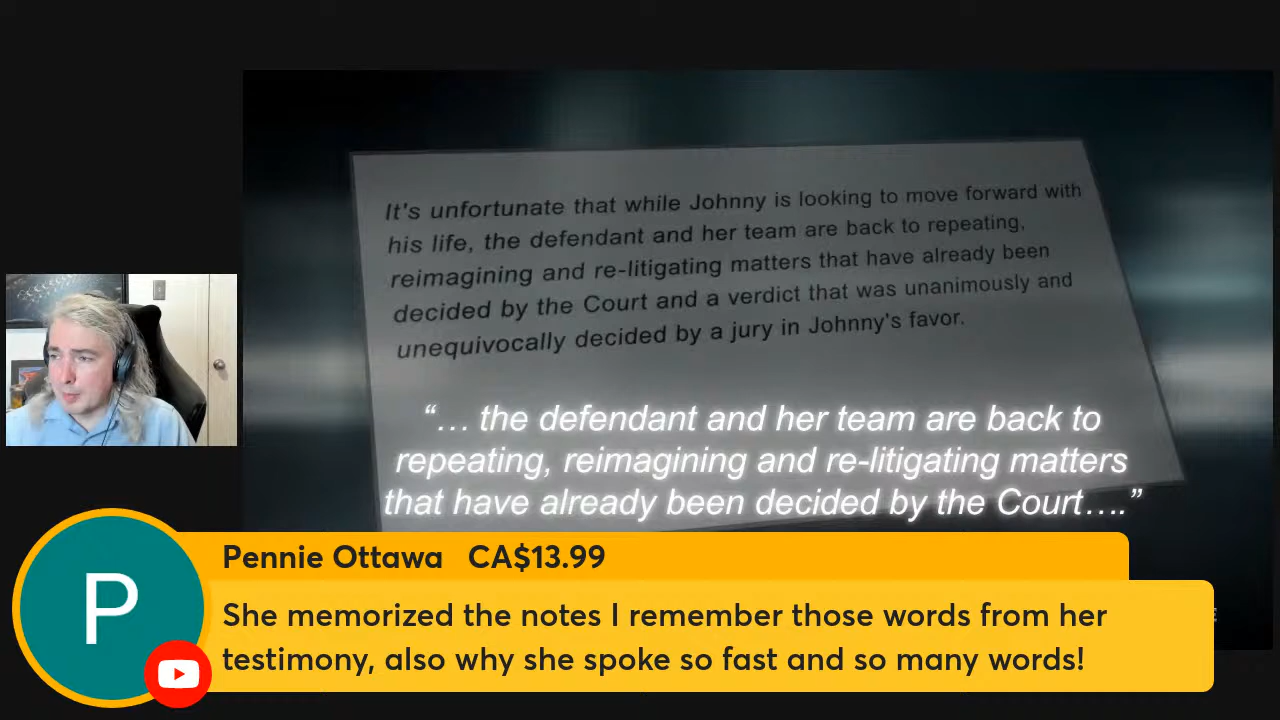 It's unfortunate that while Johnny is looking to move forward with
his life, the defendant and her team are back to repeating,
reimagining and re-litigating matters that have already been
decided by the Court and a verdict that was unanimously and
unequivocally decided by a jury in Johnny's favor.
“… the defendant and her team are back to
repeating, reimagining and re-litigating matters
that have already been decided by the Court….”
P
Pennie Ottawa CA$13.99
She memorized the notes I remember those words from her
testimony, also why she spoke so fast and so many words!